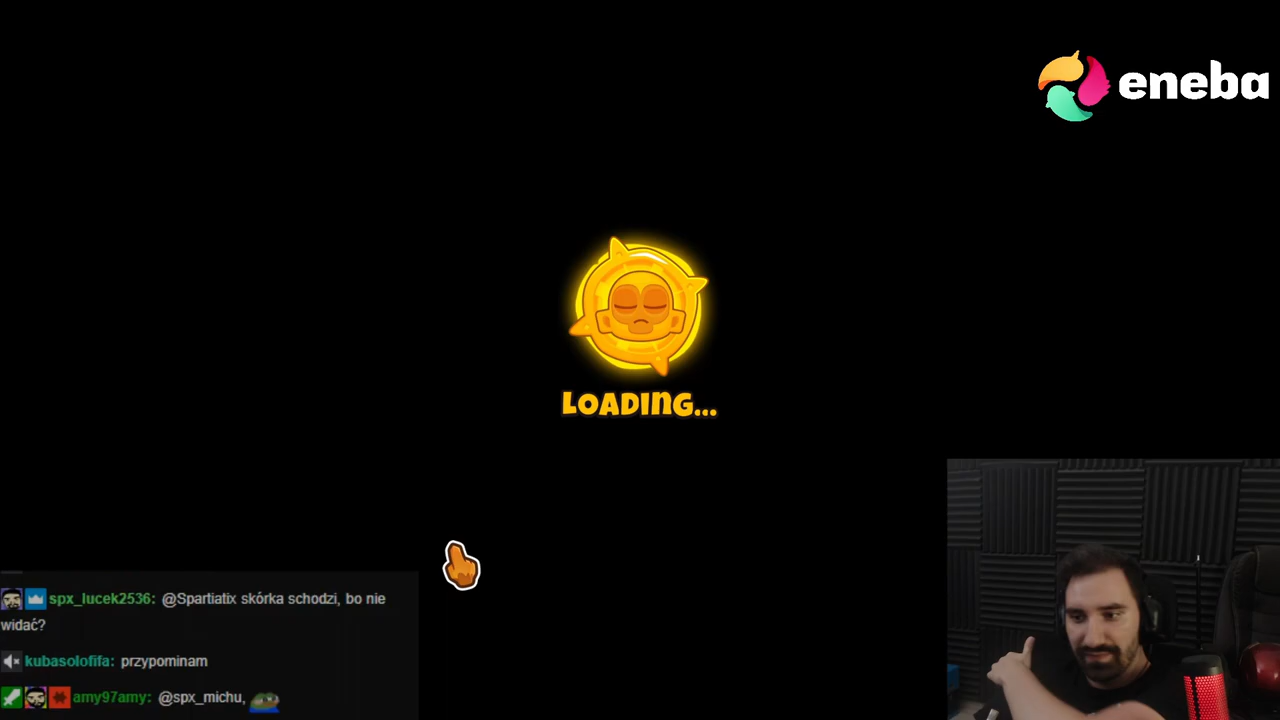 eneba
LOADING...
spx_lucek2536: @Spartiatix skórka schodzi, bo nie
widać?
kubasolofifa: przypominam
amy97amy: @spx_michu,